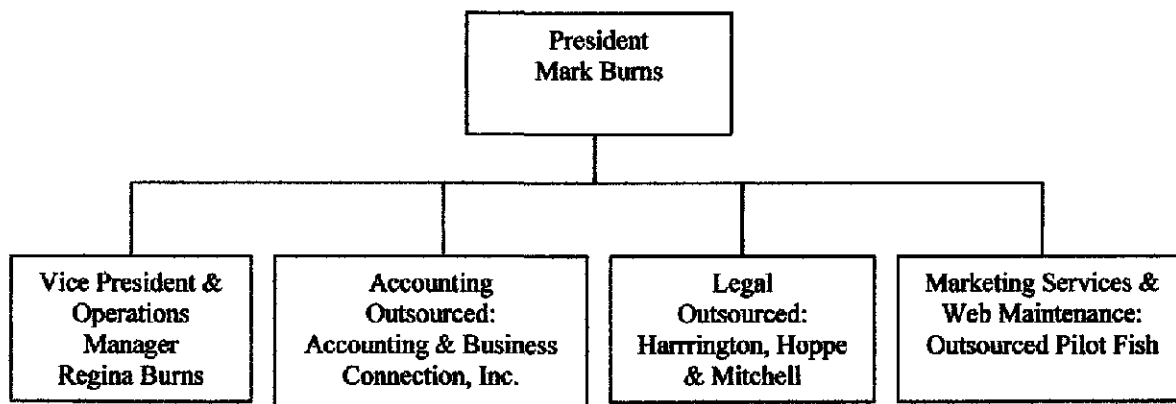 President
Mark Burns
Vice President &
Operations
Manager
Regina Burns
Accounting
Outsourced:
Accounting & Business
Connection, Inc.
Legal
Outsourced:
Harrrington, Hoppe
& Mitchell
Marketing Services &
Web Maintenance:
Outsourced Pilot Fish